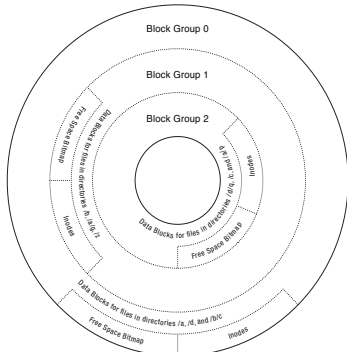 Block Group 0
Block Group 1
Block Group 2
Free Space Bitmap
Data Blocks for files in directories /b, /a/g, /z
Inodes
Data Blocks for files in directories /d/q, /c, and /a/p
Inodes
Free Space Bitmap
Data Blocks for files in directories /a, /d, and /b/c
Free Space Bitmap
Inodes